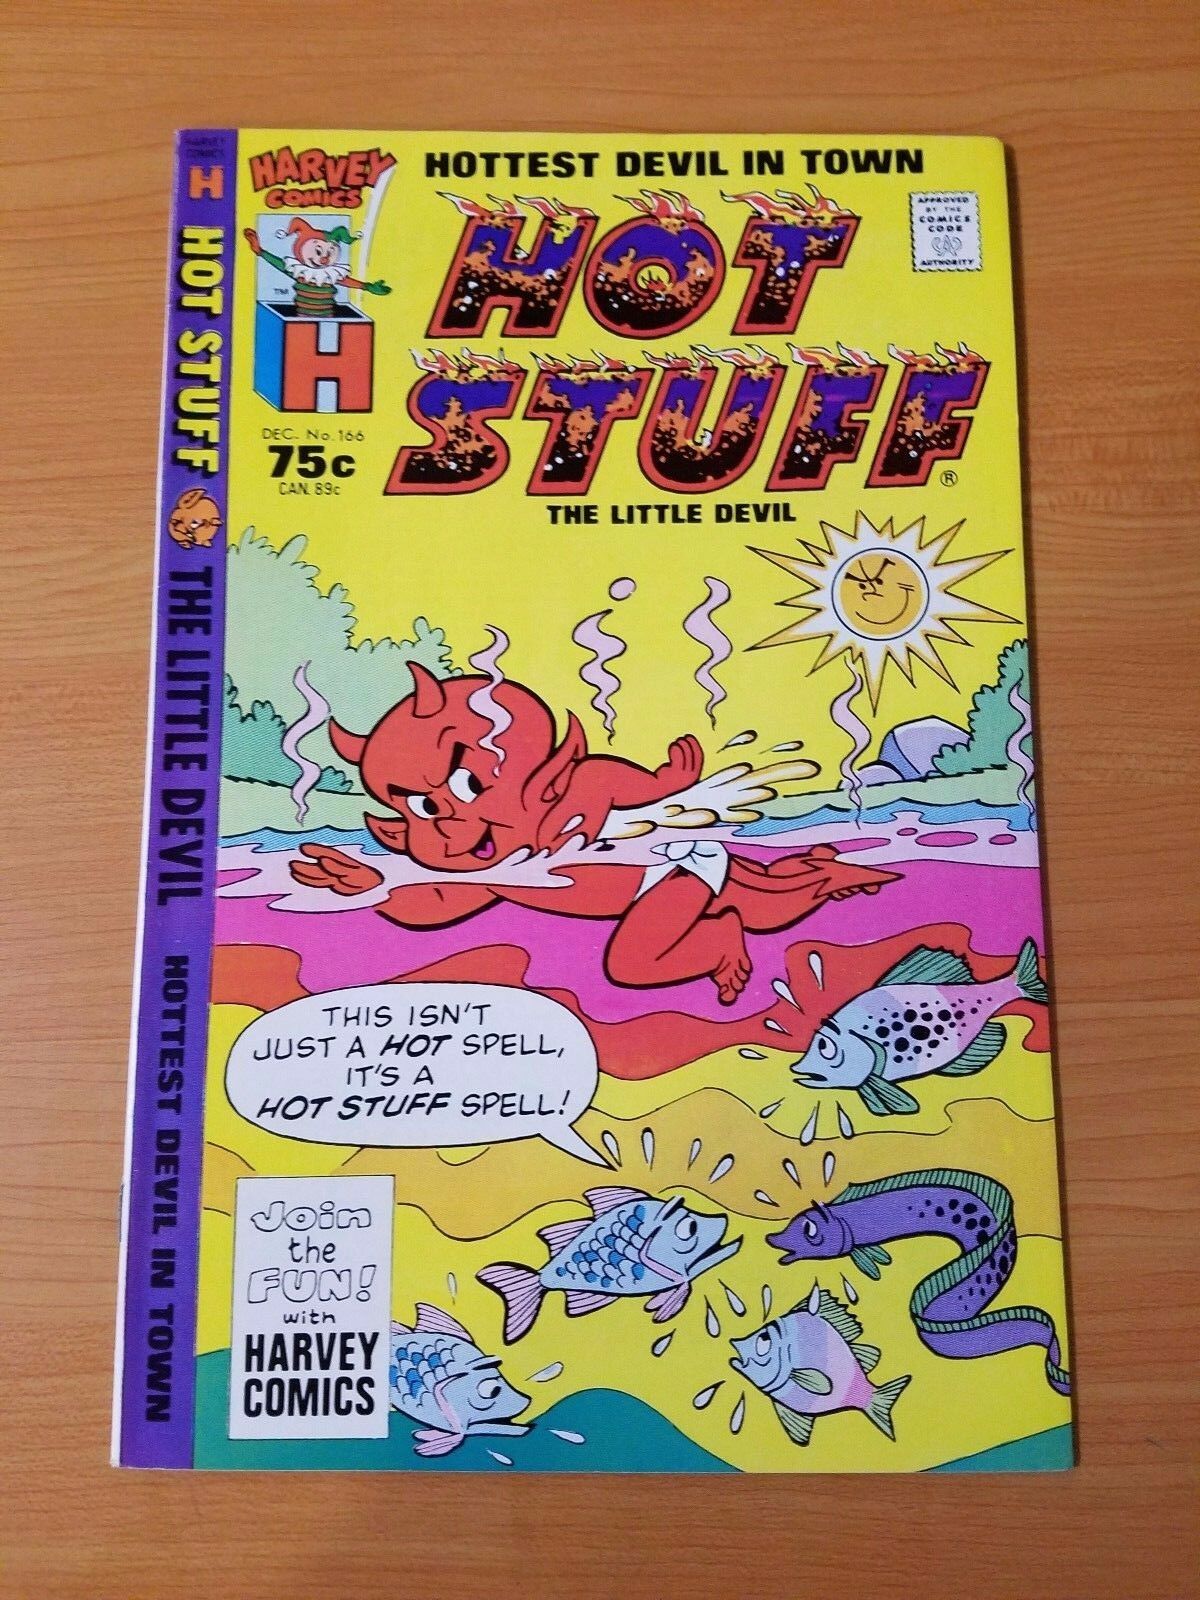 HARVEY
COMICS
H
HOT STUFF THE LITTLE DEVIL HOTTEST DEVIL IN TOWN
HARVEY
COMICS
TM
H
DEC. No. 166
75c
CAN. 89c
HOTTEST DEVIL IN TOWN
HOT
STUFF
®
THE LITTLE DEVIL
APPROVED
BY THE
COMICS
CODE
CA
AUTHORITY
THIS ISN'T
JUST A HOT SPELL,
IT'S A
HOT STUFF SPELL!
Join
the
FUN!
with
HARVEY
COMICS